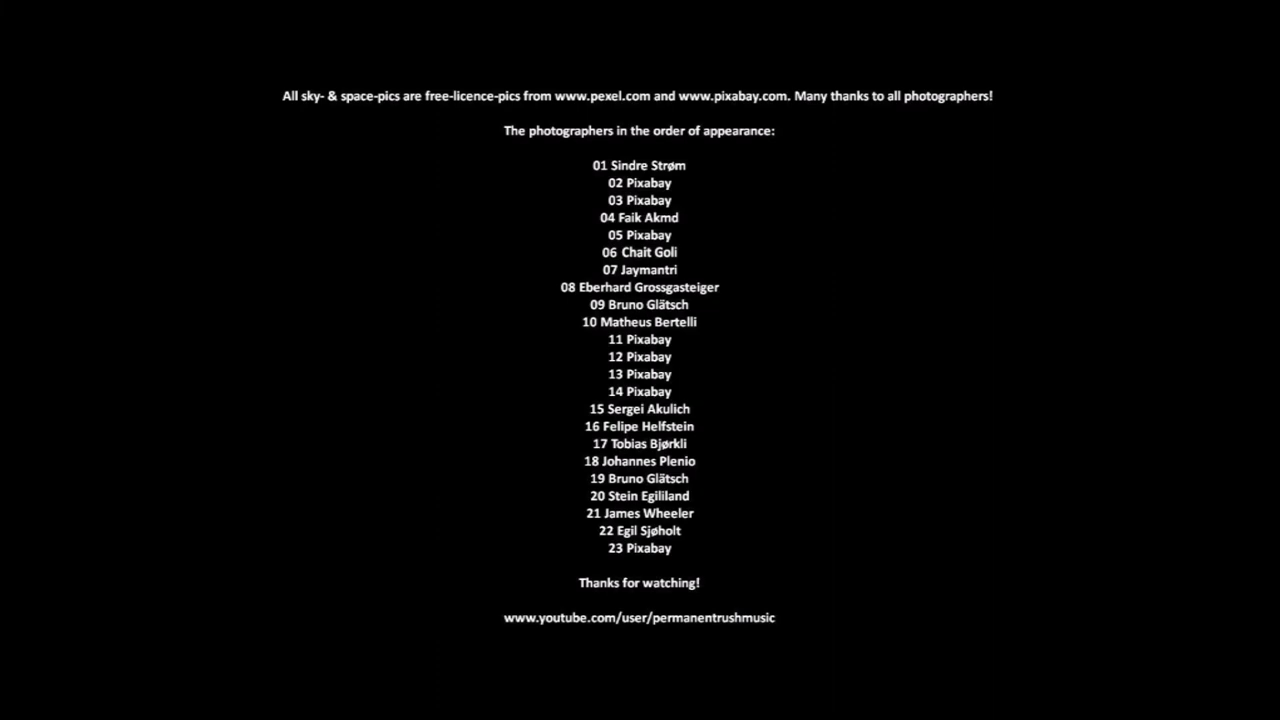 All sky- & space-pics are free-licence-pics from www.pexel.com and www.pixabay.com. Many thanks to all photographers!
The photographers in the order of appearance:
01 Sindre Strøm
02 Pixabay
03 Pixabay
04 Faik Akmd
05 Pixabay
06 Chait Goli
07 Jaymantri
08 Eberhard Grossgasteiger
09 Bruno Glätsch
10 Matheus Bertelli
11 Pixabay
12 Pixabay
13 Pixabay
14 Pixabay
15 Sergei Akulich
16 Felipe Helfstein
17 Tobias Bjørkli
18 Johannes Plenio
19 Bruno Glätsch
20 Stein Egililand
21 James Wheeler
22 Egil Sjøholt
23 Pixabay
Thanks for watching!
www.youtube.com/user/permanentrushmusic